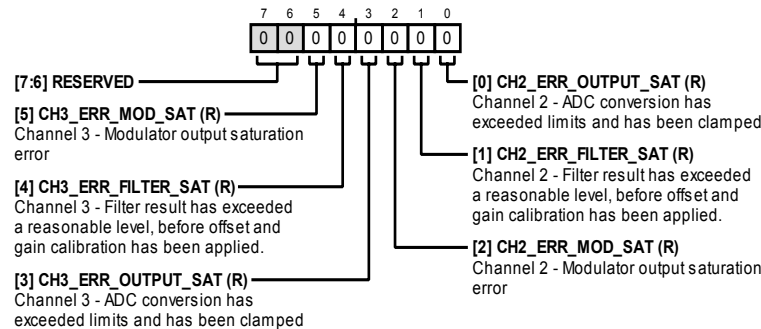 7 6 5 4 3 2 1 0
0 0 0 0 0 0 0 0
[7:6] RESERVED
[5] CH3_ERR_MOD_SAT (R)
Channel 3 - Modulator output saturation
error
[4] CH3_ERR_FILTER_SAT (R)
Channel 3 - Filter result has exceeded
a reasonable level, before offset and
gain calibration has been applied.
[3] CH3_ERR_OUTPUT_SAT (R)
Channel 3 - ADC conversion has
exceeded limits and has been clamped
[0] CH2_ERR_OUTPUT_SAT (R)
Channel 2 - ADC conversion has
exceeded limits and has been clamped
[1] CH2_ERR_FILTER_SAT (R)
Channel 2 - Filter result has exceeded
a reasonable level, before offset and
gain calibration has been applied.
[2] CH2_ERR_MOD_SAT (R)
Channel 2 - Modulator output saturation
error